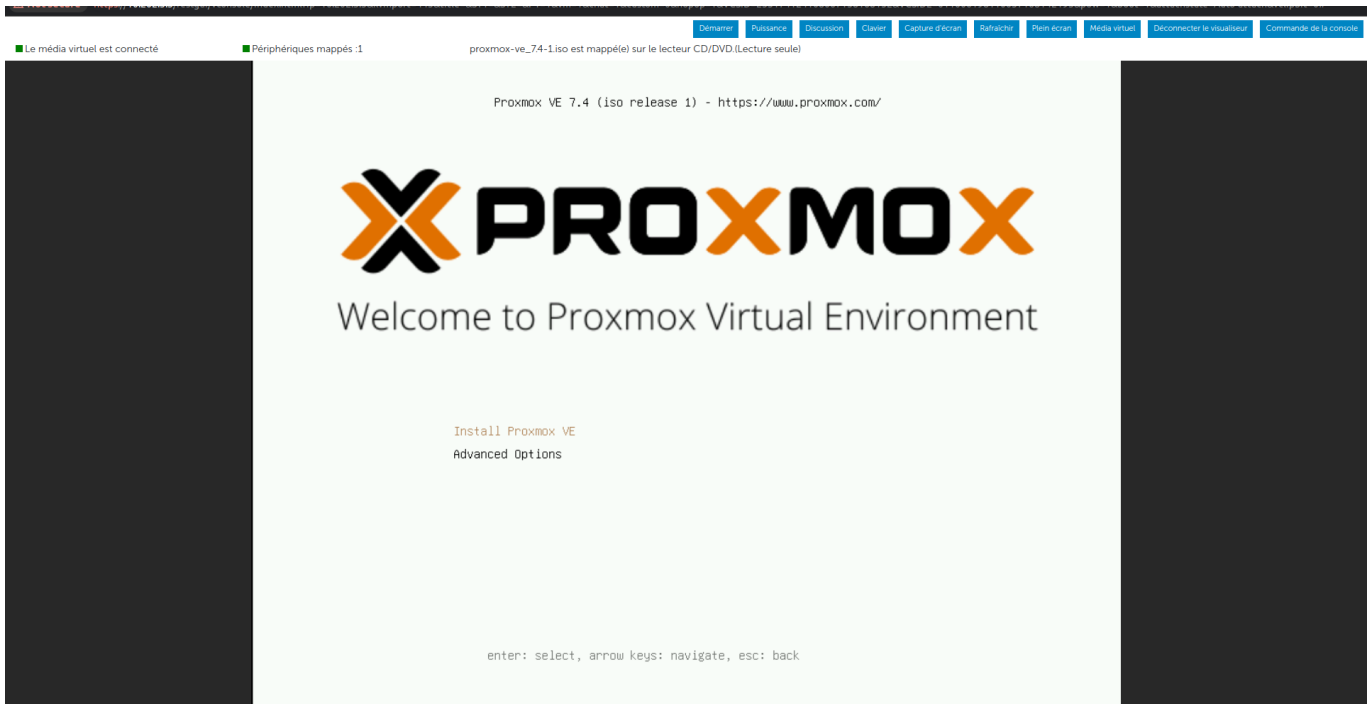 Démarrer Puissance Discussion Clavier Capture d'écran Rafraîchir Plein écran Média virtuel Déconnecter le visualiseur Commande de la console
Le média virtuel est connecté Périphériques mappés :1 proxmox-ve_7.4-1.iso est mappé(e) sur le lecteur CD/DVD.(Lecture seule)
Proxmox VE 7.4 (iso release 1) - https://www.proxmox.com/
PROXMOX
Welcome to Proxmox Virtual Environment
Install Proxmox VE
Advanced Options
enter: select, arrow keys: navigate, esc: back